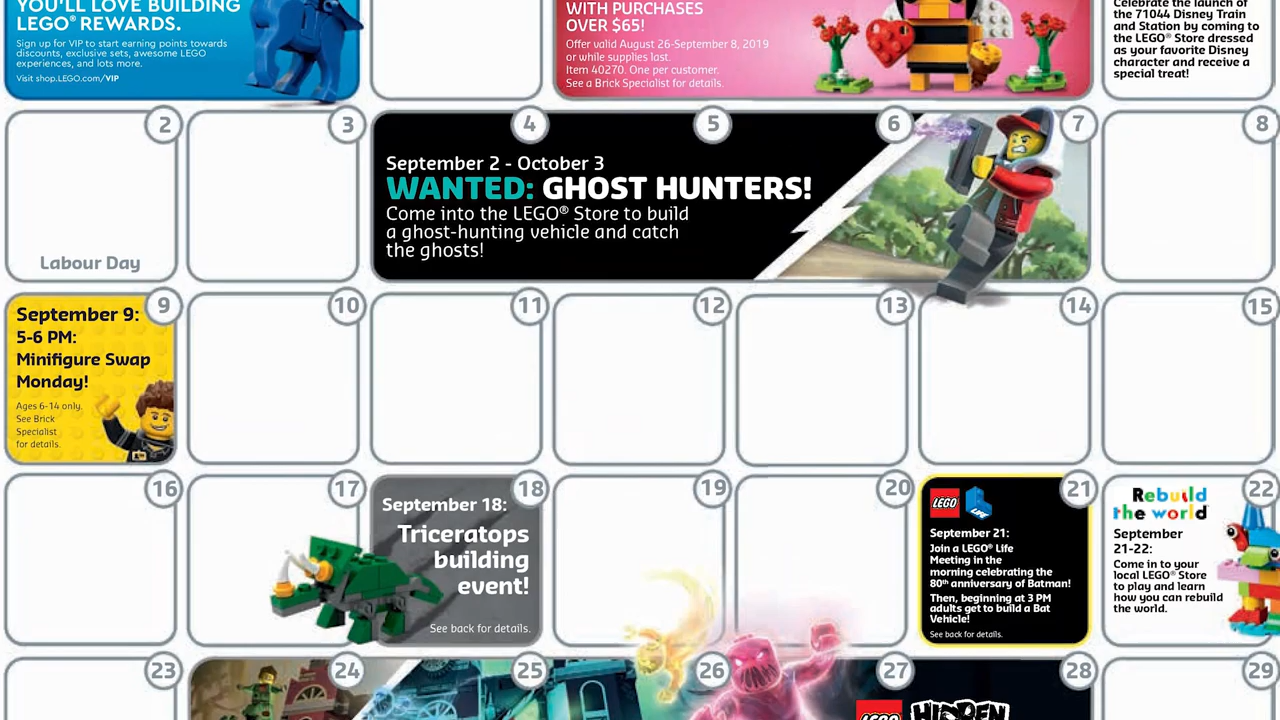 YOU'LL LOVE BUILDING
LEGO® REWARDS.
Sign up for VIP to start earning points towards
discounts, exclusive sets, awesome LEGO
experiences, and lots more.
Visit shop.LEGO.com/VIP
WITH PURCHASES
OVER $65!
Offer valid August 26-September 8, 2019
or while supplies last.
Item 40270. One per customer.
See a Brick Specialist for details.
Celebrate the launch of
the 71044 Disney Train
and Station by coming to
the LEGO® Store dressed
as your favorite Disney
character and receive a
special treat!
2
3
4
5
6
7
8
Labour Day
September 2 - October 3
WANTED: GHOST HUNTERS!
Come into the LEGO® Store to build
a ghost-hunting vehicle and catch
the ghosts!
9
10
11
12
13
14
15
September 9:
5-6 PM:
Minifigure Swap
Monday!
Ages 6-14 only.
See Brick
Specialist
for details.
16
17
18
19
20
21
22
September 18:
Triceratops
building
event!
See back for details.
LEGO
LIFE
September 21:
Join a LEGO® Life
Meeting in the
morning celebrating the
80th anniversary of Batman!
Then, beginning at 3 PM
adults get to build a Bat
Vehicle!
See back for details.
Rebuild
the world
September
21-22:
Come in to your
local LEGO® Store
to play and learn
how you can rebuild
the world.
23
24
25
26
27
28
29
LEGO
HIDDEN